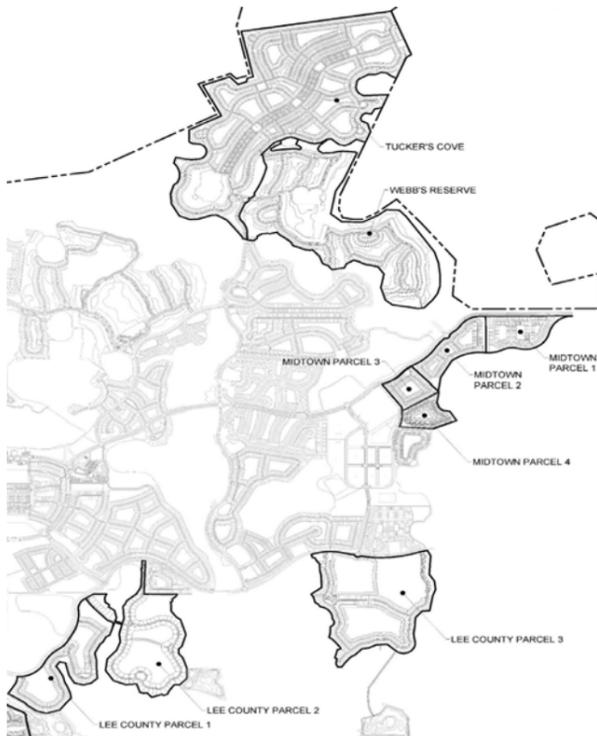 TUCKER'S COVE
WEBB'S RESERVE
MIDTOWN PARCEL 3
MIDTOWN
PARCEL 1
MIDTOWN
PARCEL 2
MIDTOWN PARCEL 4
LEE COUNTY PARCEL 3
LEE COUNTY PARCEL 2
LEE COUNTY PARCEL 1